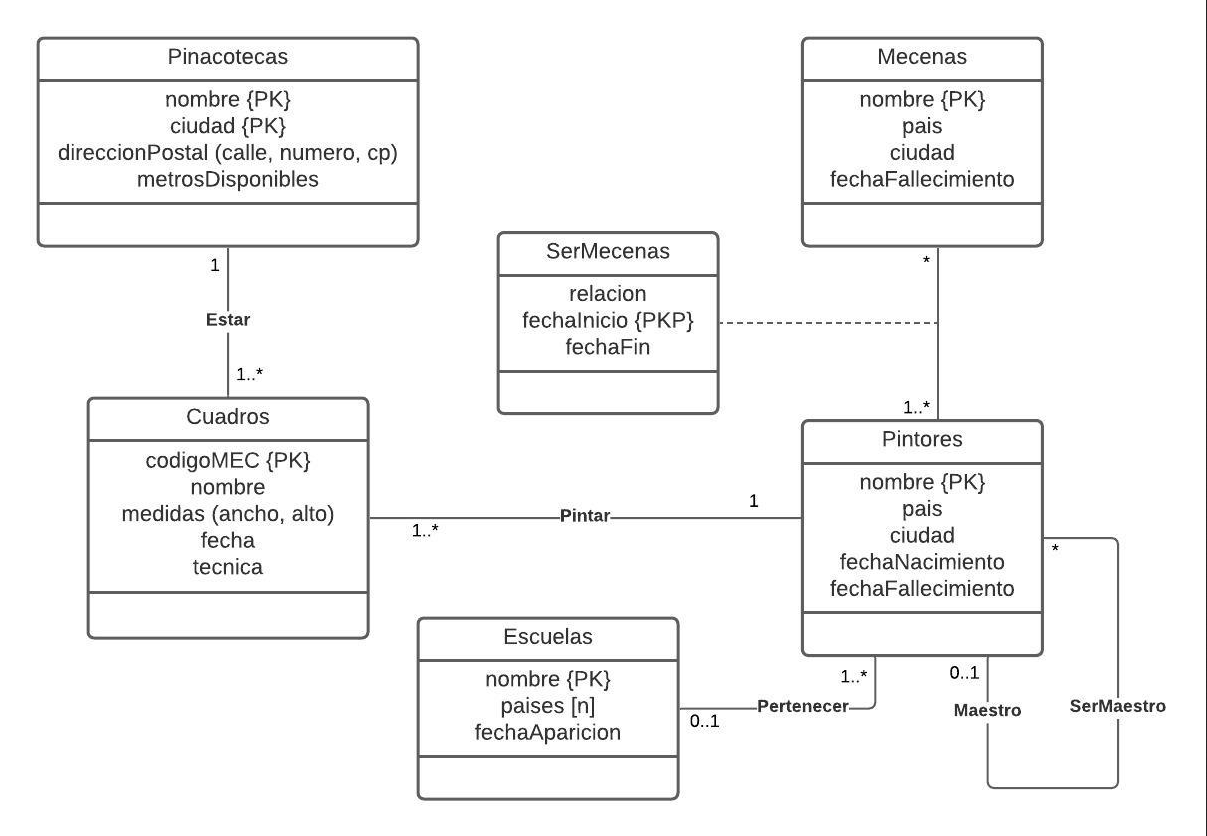 Pinacotecas
nombre {PK}
ciudad {PK}
direccionPostal (calle, numero, cp)
metrosDisponibles
Mecenas
nombre {PK}
pais
ciudad
fechaFallecimiento
SerMecenas
relacion
fechaInicio {PKP}
fechaFin
1
Estar
1..*
*
1..*
Cuadros
codigoMEC {PK}
nombre
medidas (ancho, alto)
fecha
tecnica
1..*
Pintar
1
Pintores
nombre {PK}
pais
ciudad
fechaNacimiento
fechaFallecimiento
*
Escuelas
nombre {PK}
paises [n]
fechaAparicion
0..1
Pertenecer
1..*
0..1
Maestro
SerMaestro